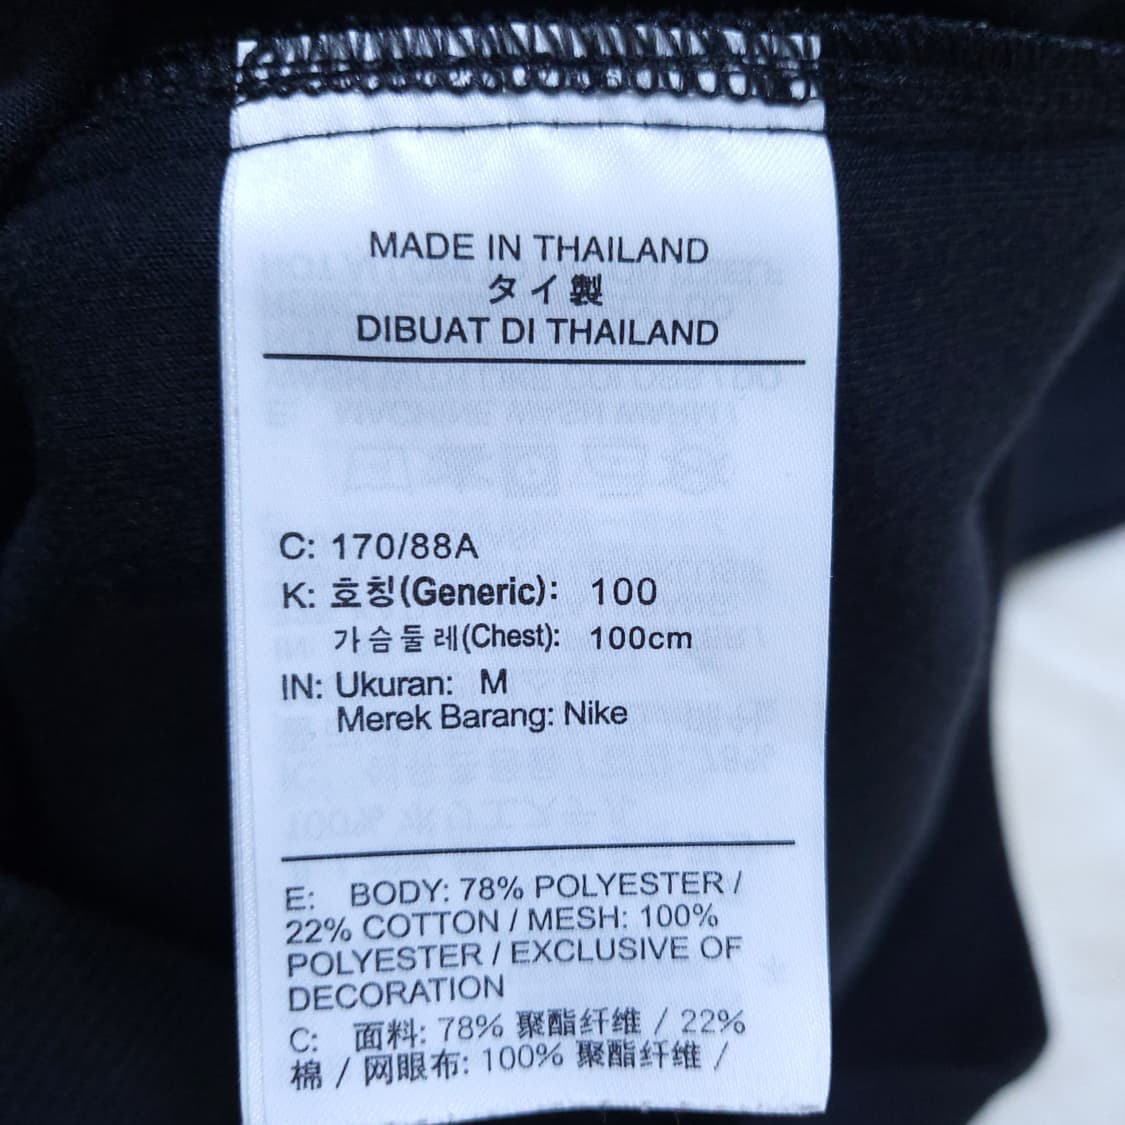 MADE IN THAILAND
タイ製
DIBUAT DI THAILAND
C: 170/88A
K: 호칭(Generic): 100
가슴둘레(Chest): 100cm
IN: Ukuran: M
Merek Barang: Nike
E: BODY: 78% POLYESTER /
22% COTTON / MESH: 100%
POLYESTER / EXCLUSIVE OF
DECORATION
C: 面料: 78% 聚酯纤维 / 22%
棉 / 网眼布: 100% 聚酯纤维 /